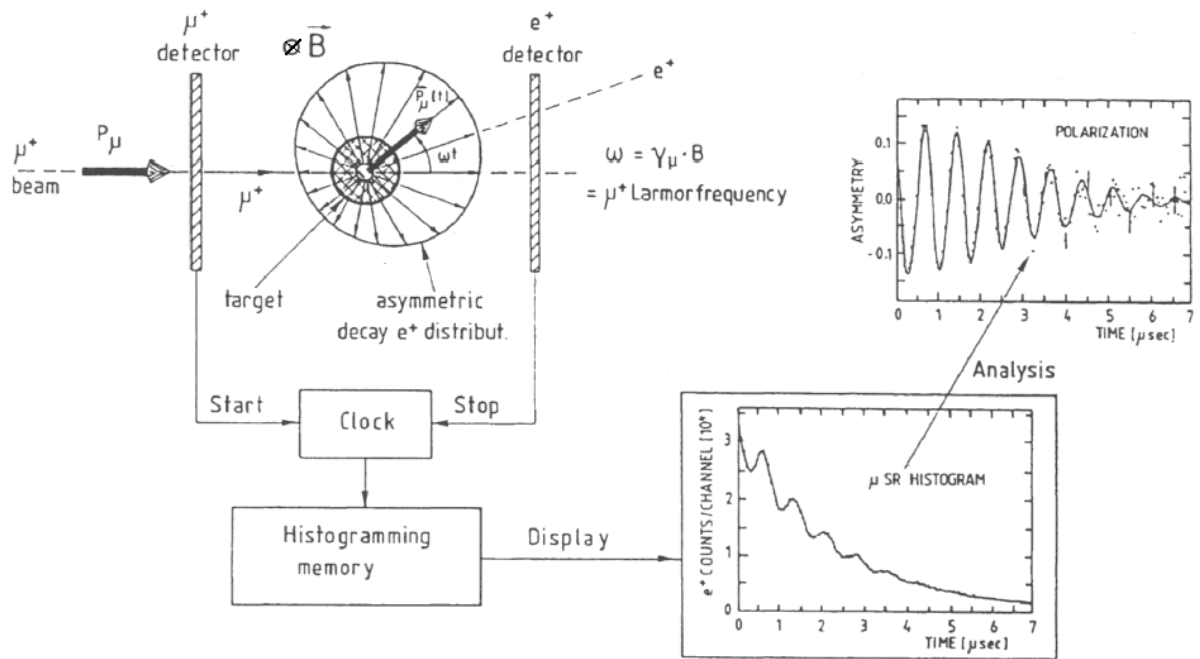 μ+
detector
⊗ B
e+
detector
e+
Pμ
μ+
beam
μ+
Pμ(t)
ωt
ω = γμ · B
= μ+ Larmorfrequency
target
asymmetric
decay e+ distribut.
Start
Clock
Stop
Histogramming
memory
Display
Analysis
POLARIZATION
ASYMMETRY
0.1
0.0
-0.1
0 1 2 3 4 5 6 7
TIME [μsec]
μSR HISTOGRAM
e+ COUNTS/CHANNEL [10⁴]
3
2
1
0
0 1 2 3 4 5 6 7
TIME [μsec]